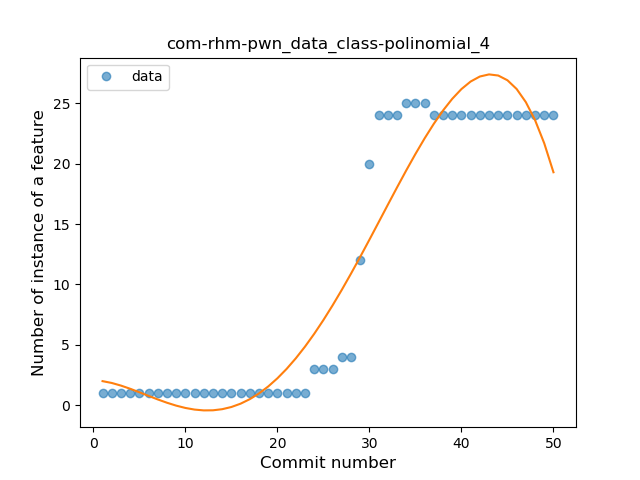 com-rhm-pwn_data_class-polinomial_4
data
Number of instance of a feature
25
20
15
10
5
0
0 10 20 30 40 50
Commit number